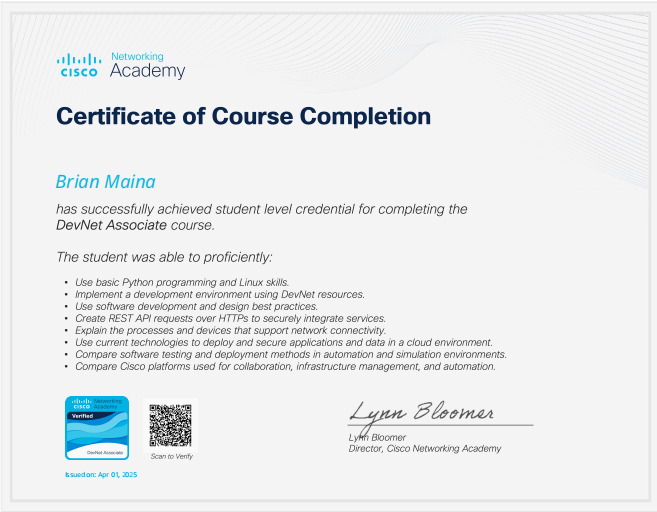 Networking
CISCO Academy
Certificate of Course Completion
Brian Maina
has successfully achieved student level credential for completing the
DevNet Associate course.
The student was able to proficiently:
• Use basic Python programming and Linux skills.
• Implement a development environment using DevNet resources.
• Use software development and design best practices.
• Create REST API requests over HTTPs to securely integrate services.
• Explain the processes and devices that support network connectivity.
• Use current technologies to deploy and secure applications and data in a cloud environment.
• Compare software testing and deployment methods in automation and simulation environments.
• Compare Cisco platforms used for collaboration, infrastructure management, and automation.
Networking
CISCO Academy
Verified
DevNet Associate
Scan to Verify
Issued on: Apr 01, 2025
Lynn Bloomer
Lynn Bloomer
Director, Cisco Networking Academy